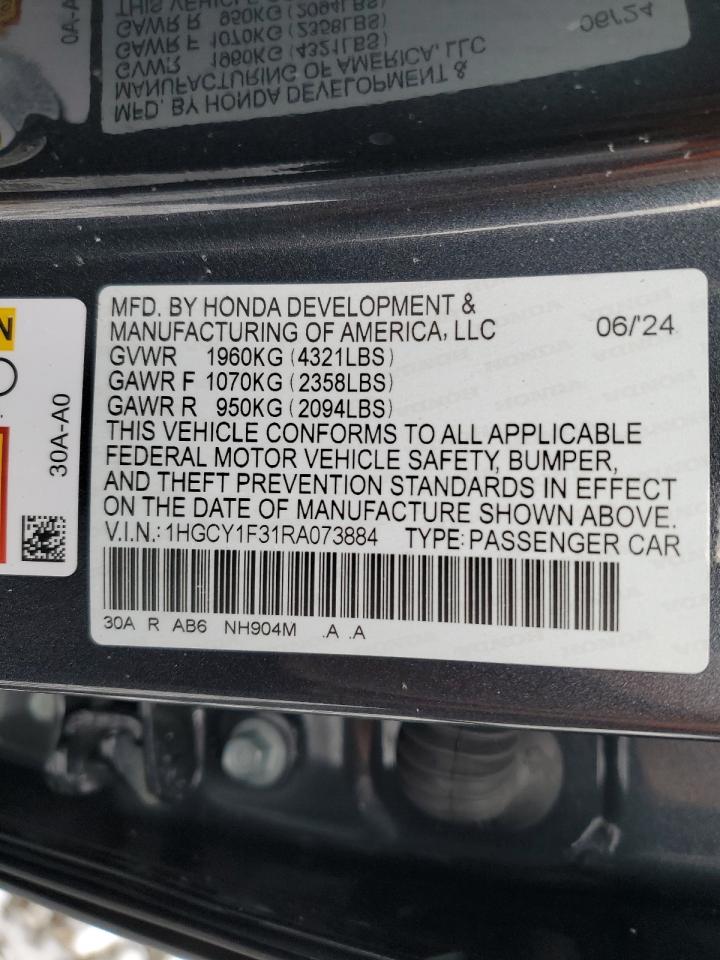 MFD. BY HONDA DEVELOPMENT &
MANUFACTURING OF AMERICA, LLC 06/'24
GVWR 1960KG (4321LBS)
GAWR F 1070KG (2358LBS)
GAWR R 950KG (2094LBS)
THIS VEHICLE CONFORMS TO ALL APPLICABLE
FEDERAL MOTOR VEHICLE SAFETY, BUMPER,
AND THEFT PREVENTION STANDARDS IN EFFECT
ON THE DATE OF MANUFACTURE SHOWN ABOVE.
V.I.N.: 1HGCY1F31RA073884 TYPE: PASSENGER CAR
30A R AB6 NH904M .A .A
30A-A0
N